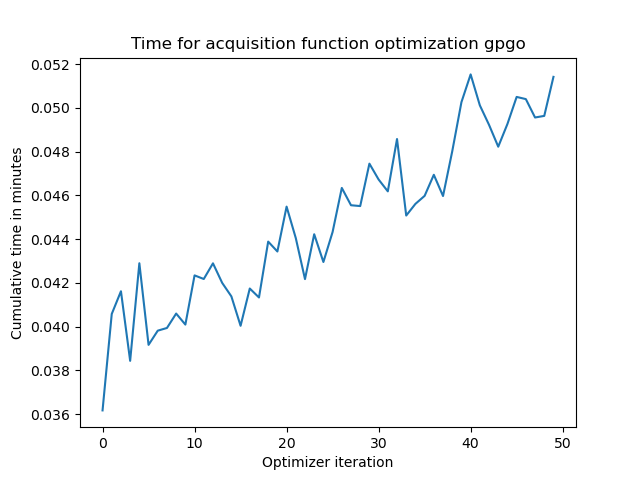 Time for acquisition function optimization gpgo
0.052
0.050
0.048
0.046
0.044
0.042
0.040
0.038
0.036
Cumulative time in minutes
0 10 20 30 40 50
Optimizer iteration